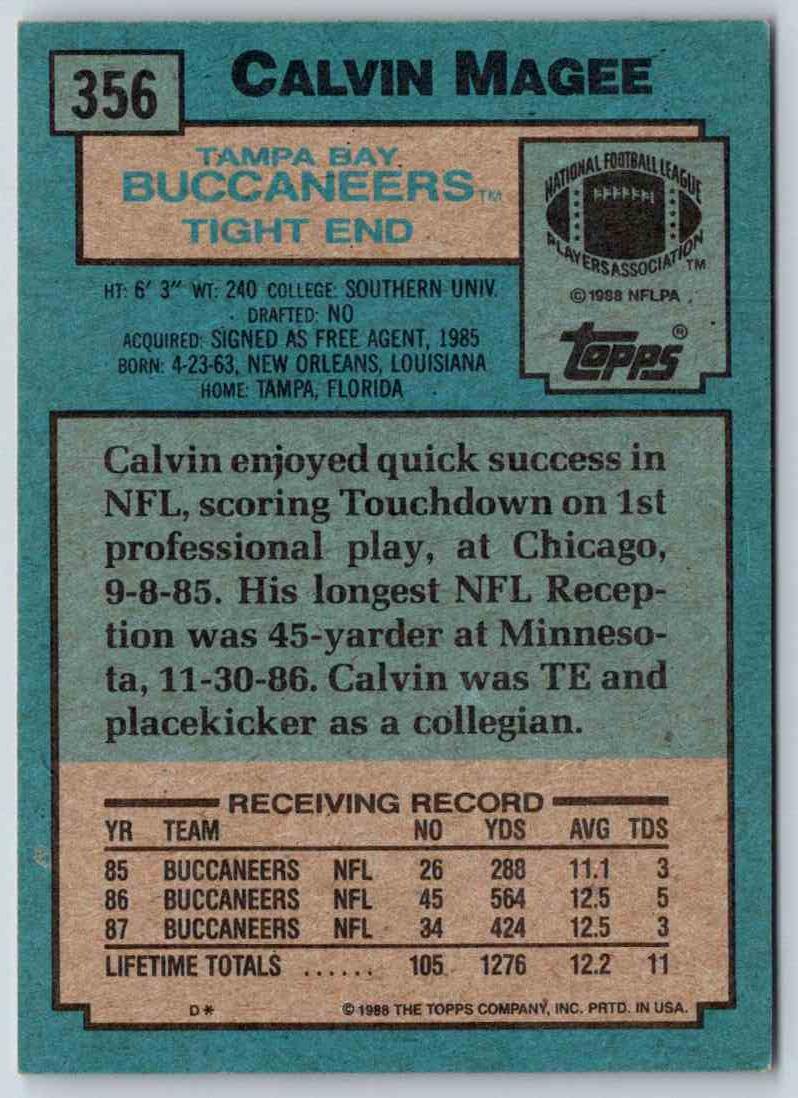 356
CALVIN MAGEE
TAMPA BAY
BUCCANEERS™
TIGHT END
NATIONAL FOOTBALL LEAGUE
PLAYERS ASSOCIATION TM
© 1988 NFLPA
topps®
HT: 6' 3" WT: 240 COLLEGE: SOUTHERN UNIV.
DRAFTED: NO
ACQUIRED: SIGNED AS FREE AGENT, 1985
BORN: 4-23-63, NEW ORLEANS, LOUISIANA
HOME: TAMPA, FLORIDA
Calvin enjoyed quick success in
NFL, scoring Touchdown on 1st
professional play, at Chicago,
9-8-85. His longest NFL Recep-
tion was 45-yarder at Minneso-
ta, 11-30-86. Calvin was TE and
placekicker as a collegian.
RECEIVING RECORD
YR TEAM NO YDS AVG TDS
85 BUCCANEERS NFL 26 288 11.1 3
86 BUCCANEERS NFL 45 564 12.5 5
87 BUCCANEERS NFL 34 424 12.5 3
LIFETIME TOTALS ...... 105 1276 12.2 11
D* © 1988 THE TOPPS COMPANY, INC. PRTD. IN USA.